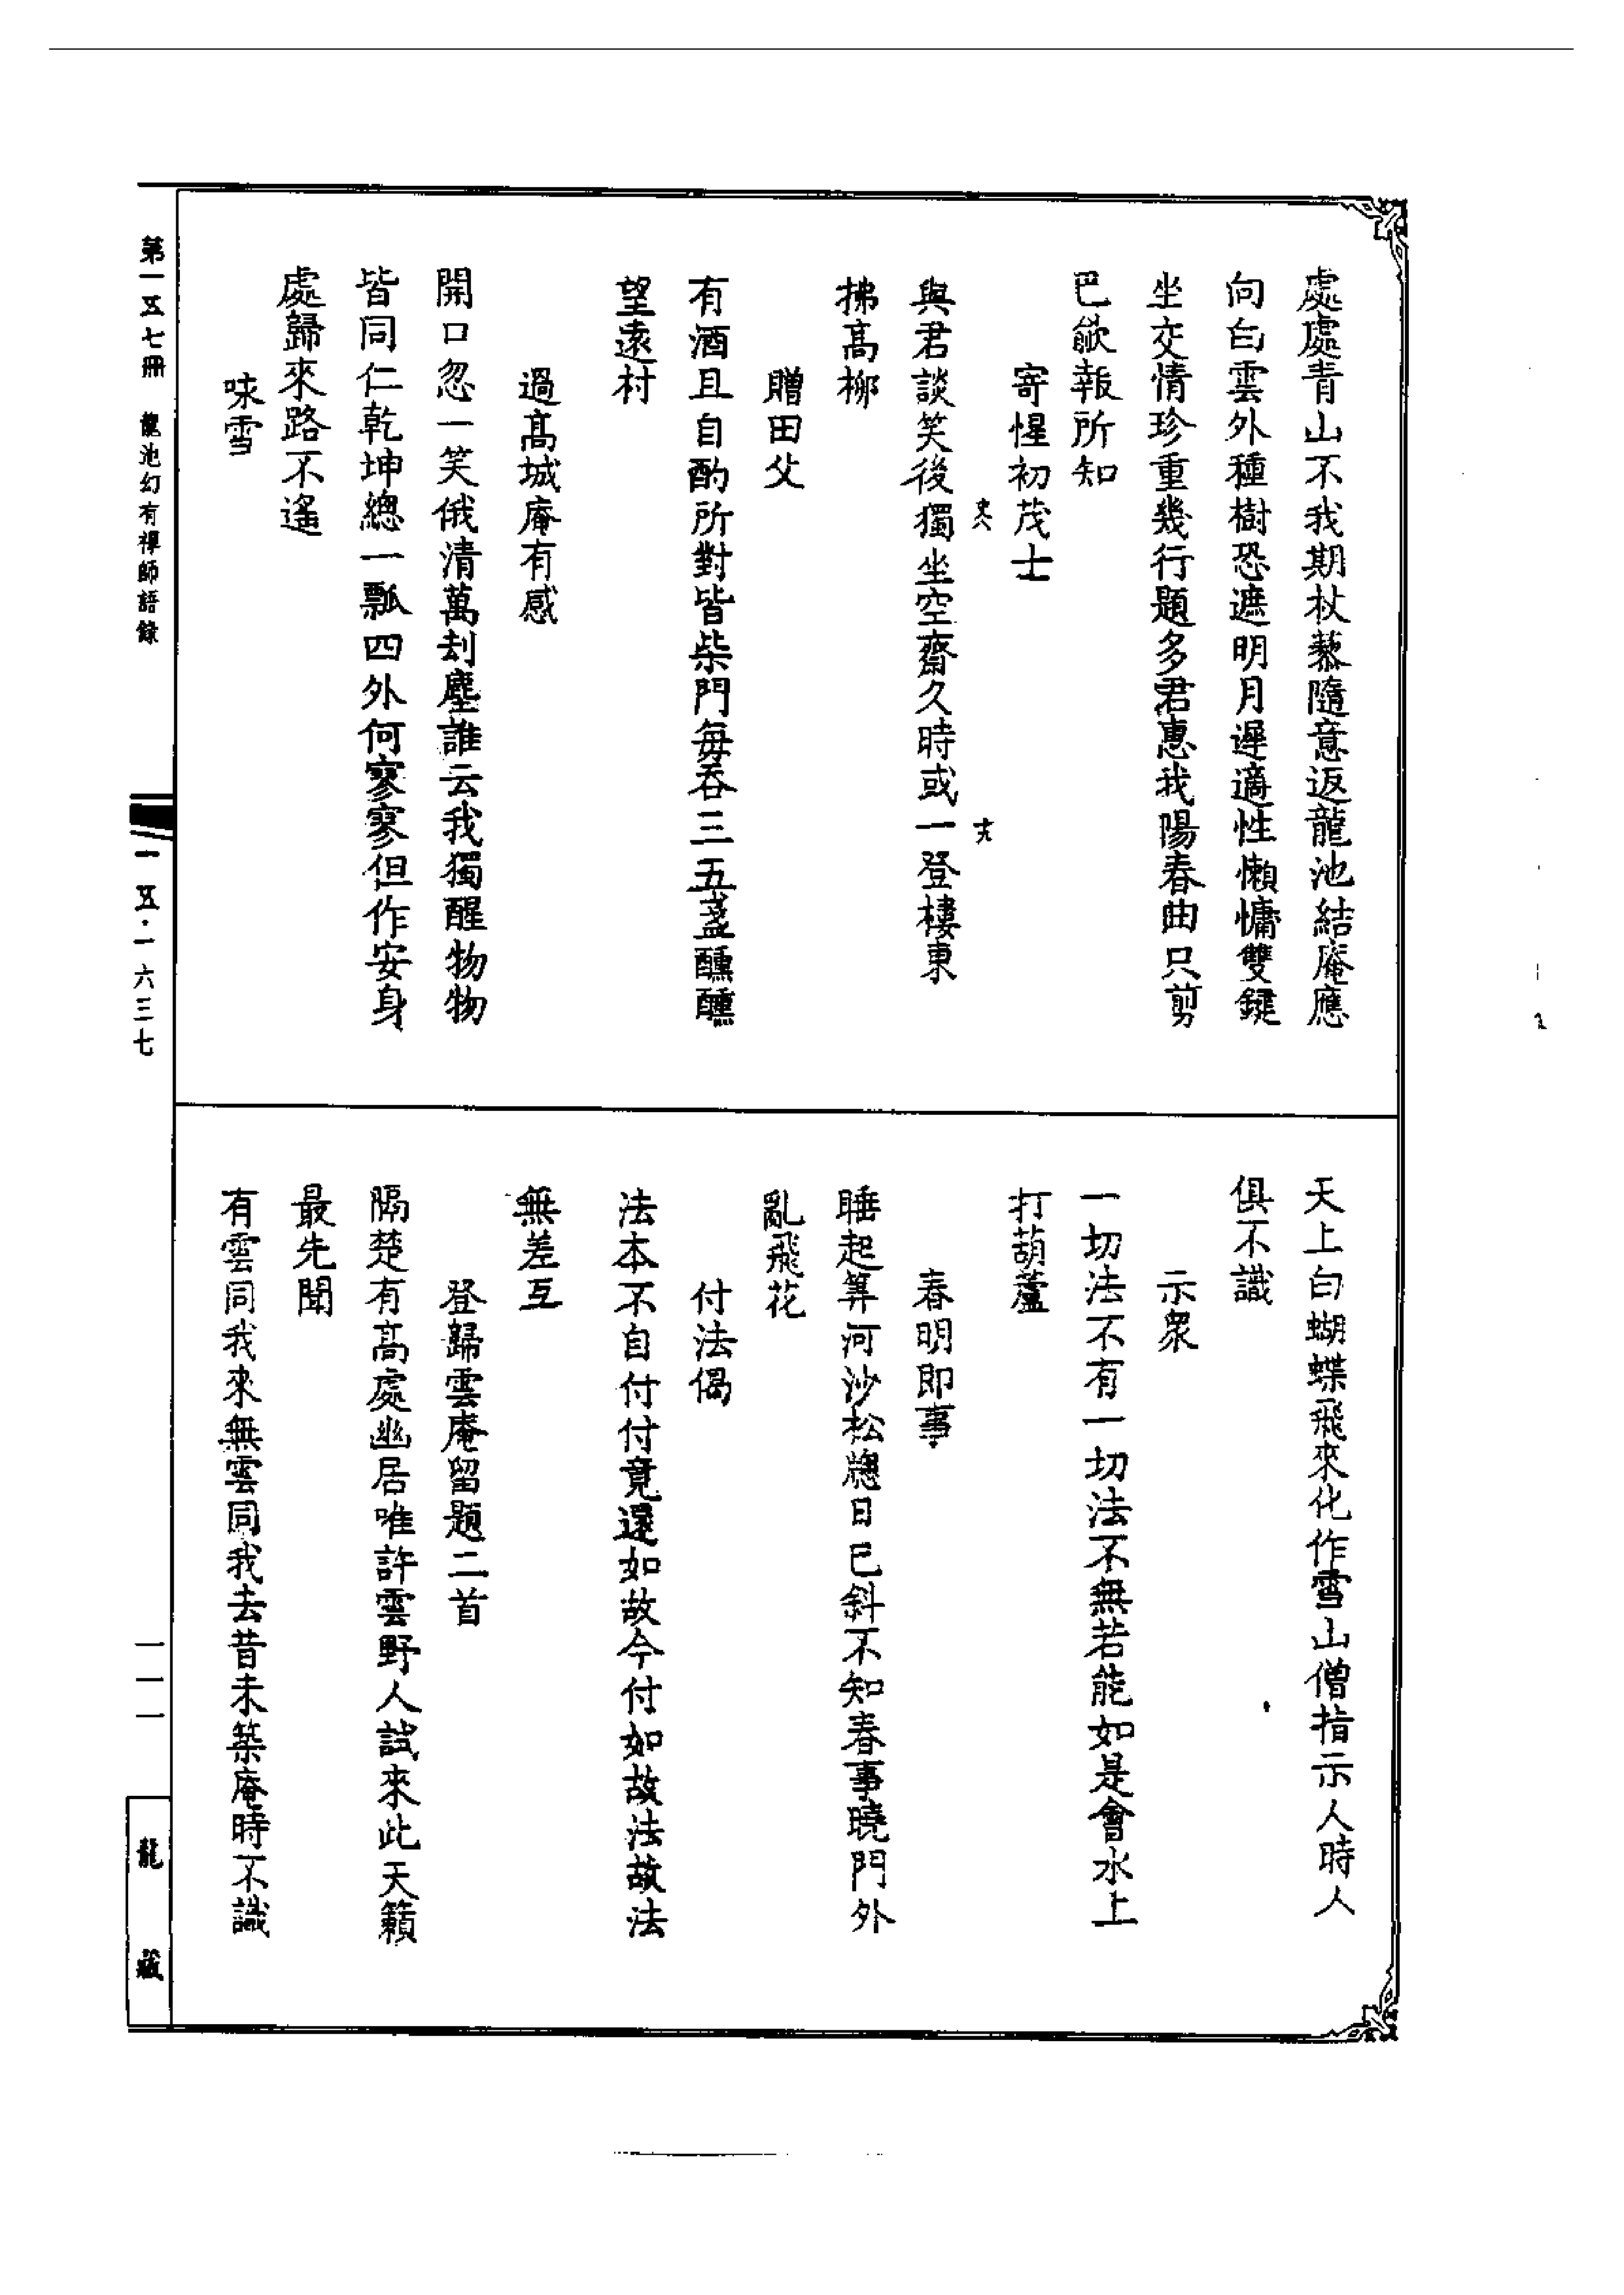 處處青山不我期杖藜隨意返龍池結庵應
向白雲外種樹恐遮明月遲適性懶慵雙鍵
坐交情珍重幾行題多君惠我陽春曲只剪
巴歈報所知
寄惺初茂士
與君談笑後獨坐空齋久時或一登樓東
拂高柳
贈田父
有酒且自酌所對皆柴門每吞三五盞醺醺
望遠村
過高城庵有感
開口忽一笑俄清萬刦塵誰云我獨醒物物
皆同仁乾坤總一瓢四外何寥寥但作安身
處歸來路不遙
味雪
天上白蝴蝶飛來化作雪山僧指示人時人
俱不識
示眾
一切法不有一切法不無若能如是會水上
打葫蘆
春明即事
睡起筭河沙松牕日已斜不知春事曉門外
亂飛花
付法偈
法本不自付付竟還如故今付如故法故法
無差互
登歸雲庵留題二首
隔楚有高處幽居唯許雲野人試來此天籟
最先聞
有雲同我來無雲同我去昔未築庵時不識
第一五七冊 龍池幻有禪師語錄
一五·一六三七
一一一
龍藏